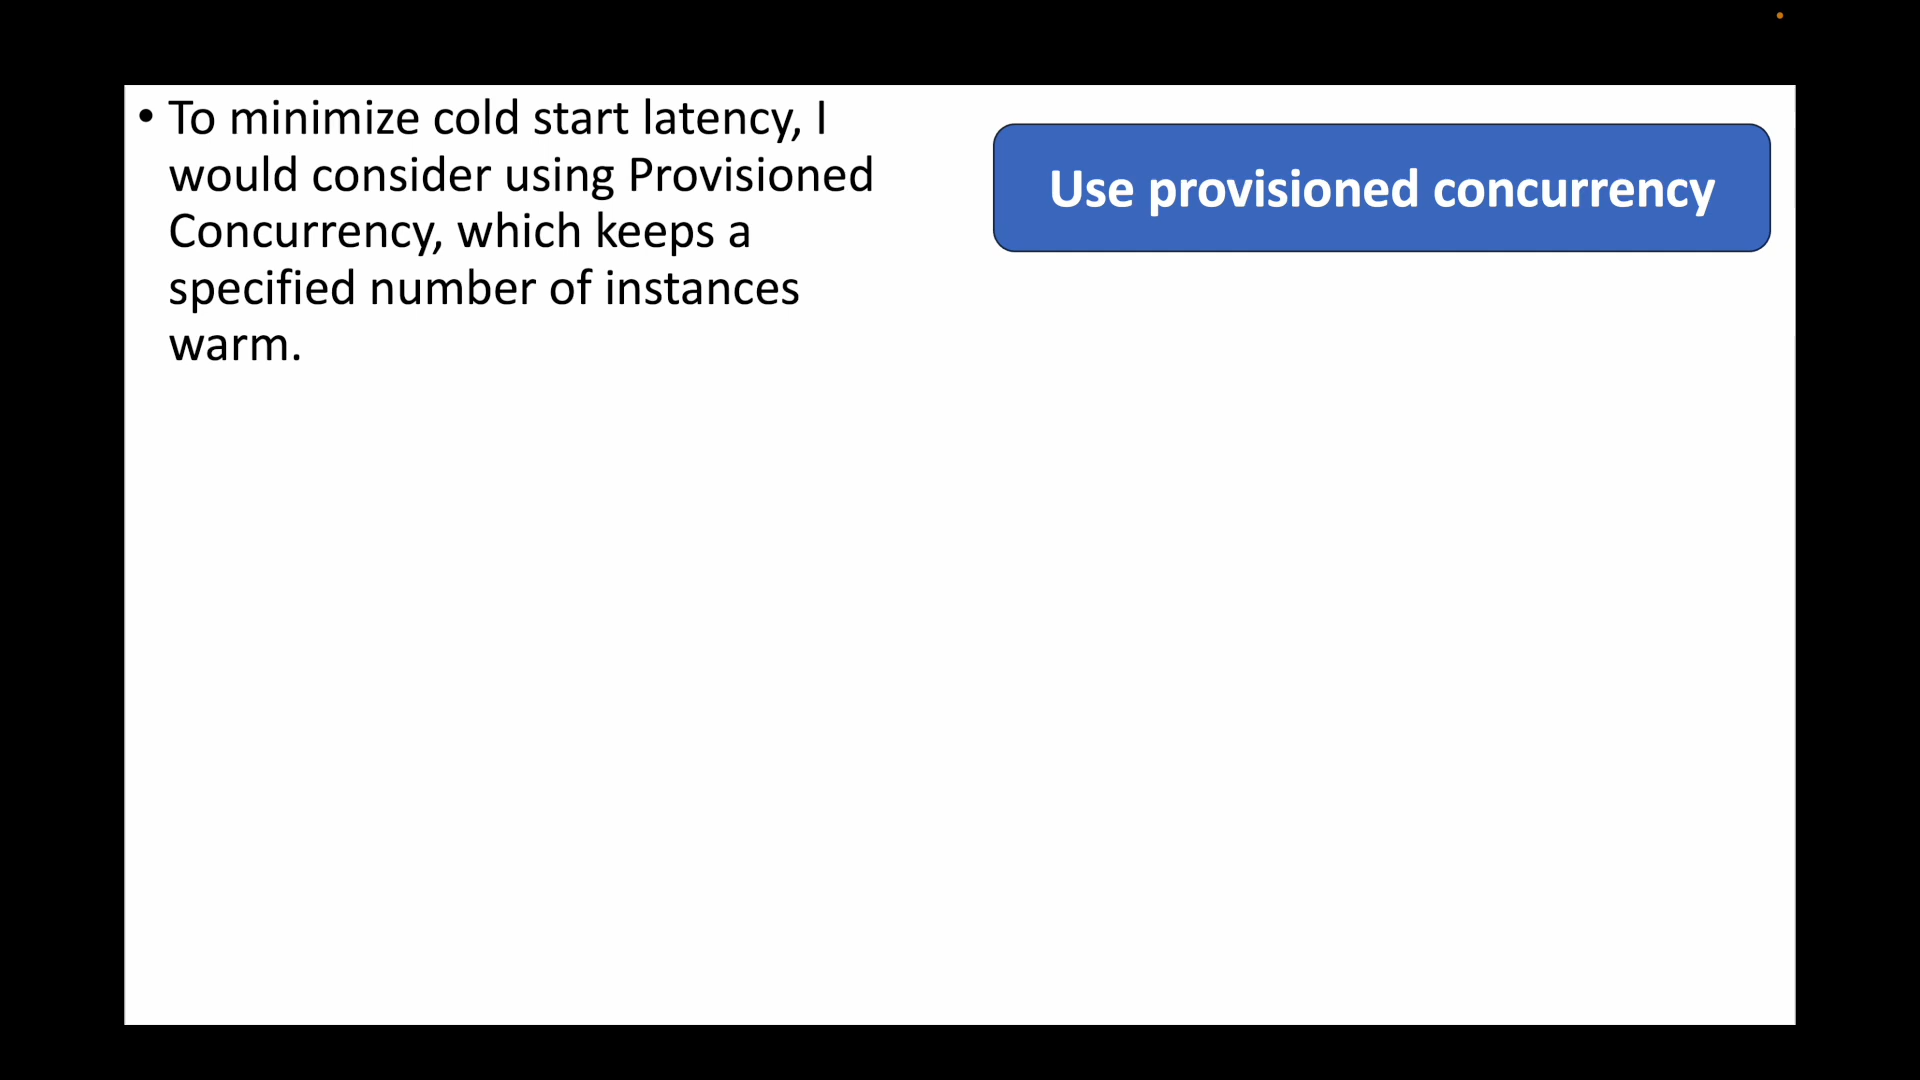 • To minimize cold start latency, I
would consider using Provisioned
Concurrency, which keeps a
specified number of instances
warm.
Use provisioned concurrency